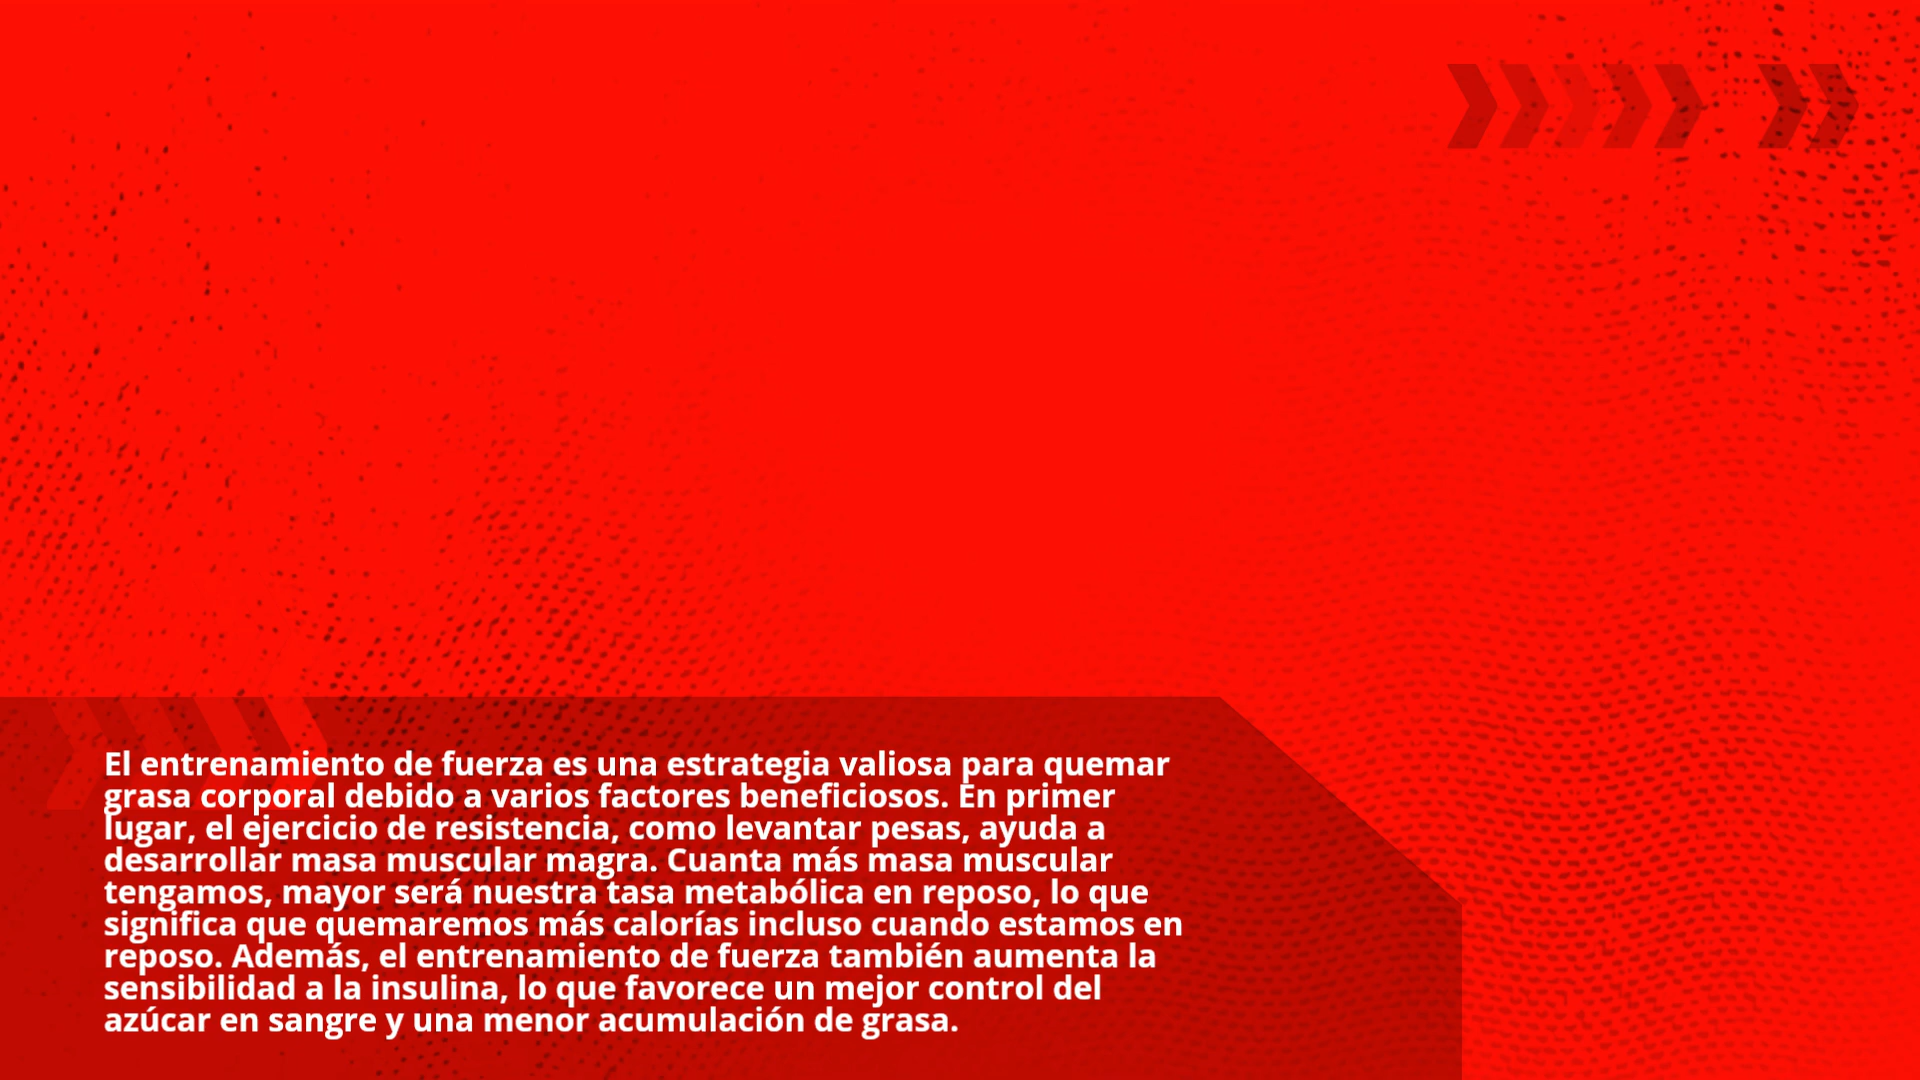 El entrenamiento de fuerza es una estrategia valiosa para quemar
grasa corporal debido a varios factores beneficiosos. En primer
lugar, el ejercicio de resistencia, como levantar pesas, ayuda a
desarrollar masa muscular magra. Cuanta más masa muscular
tengamos, mayor será nuestra tasa metabólica en reposo, lo que
significa que quemaremos más calorías incluso cuando estamos en
reposo. Además, el entrenamiento de fuerza también aumenta la
sensibilidad a la insulina, lo que favorece un mejor control del
azúcar en sangre y una menor acumulación de grasa.